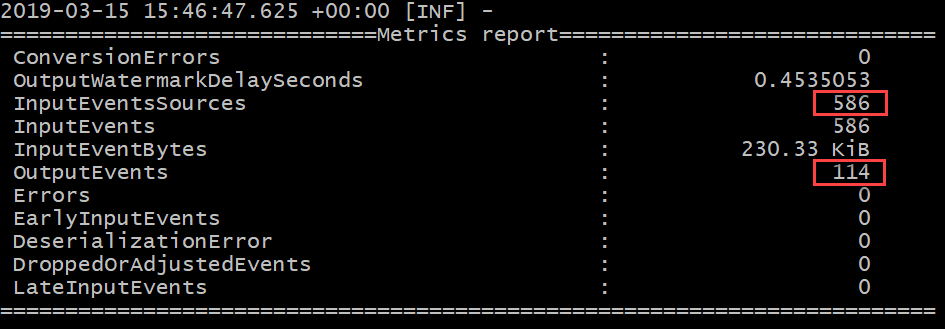 2019-03-15 15:46:47.625 +00:00 [INF] -
=============================Metrics report=============================
ConversionErrors : 0
OutputWatermarkDelaySeconds : 0.4535053
InputEventsSources : 586
InputEvents : 586
InputEventBytes : 230.33 KiB
OutputEvents : 114
Errors : 0
EarlyInputEvents : 0
DeserializationError : 0
DroppedOrAdjustedEvents : 0
LateInputEvents : 0
========================================================================